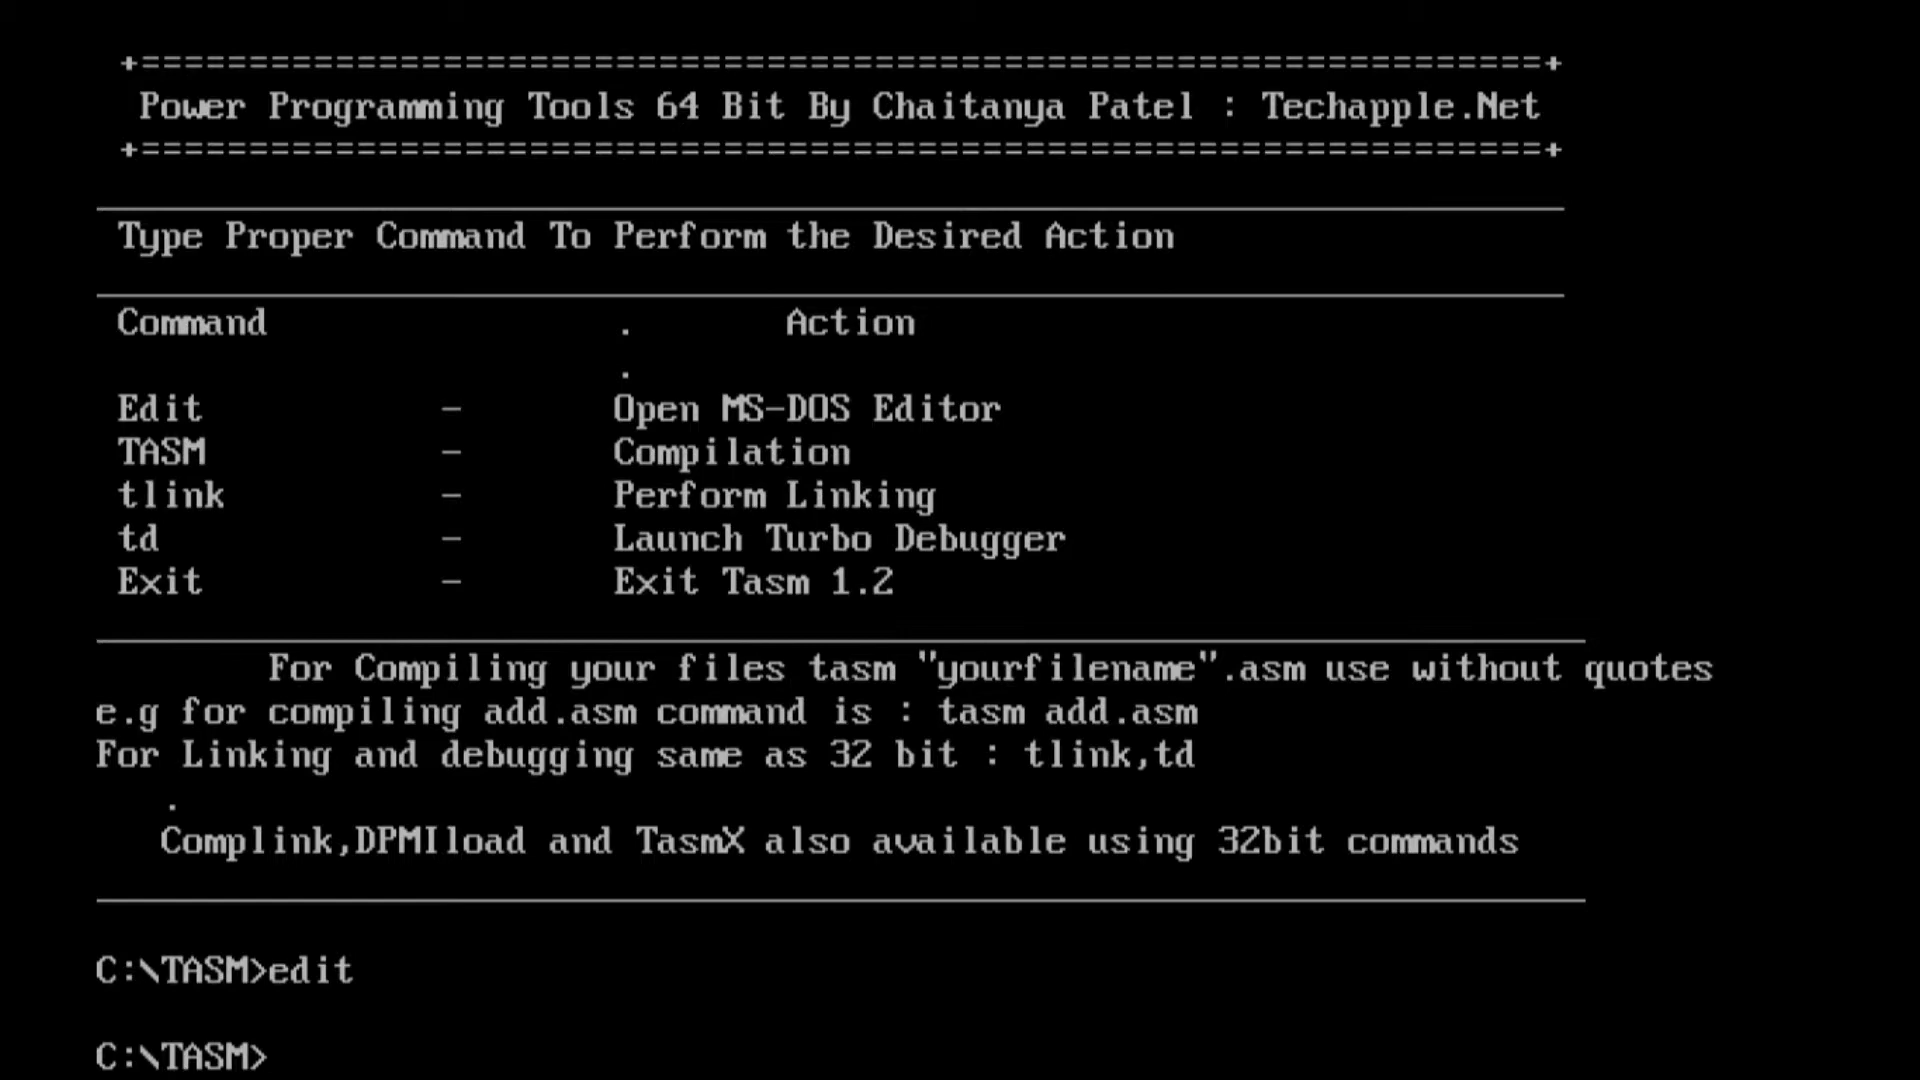 +=================================================================+
Power Programming Tools 64 Bit By Chaitanya Patel : Techapple.Net
+=================================================================+
Type Proper Command To Perform the Desired Action
Command . Action
.
Edit - Open MS-DOS Editor
TASM - Compilation
tlink - Perform Linking
td - Launch Turbo Debugger
Exit - Exit Tasm 1.2
For Compiling your files tasm "yourfilename".asm use without quotes
e.g for compiling add.asm command is : tasm add.asm
For Linking and debugging same as 32 bit : tlink,td
.
Complink,DPMIload and TasmX also available using 32bit commands
C:\TASM>edit
C:\TASM>